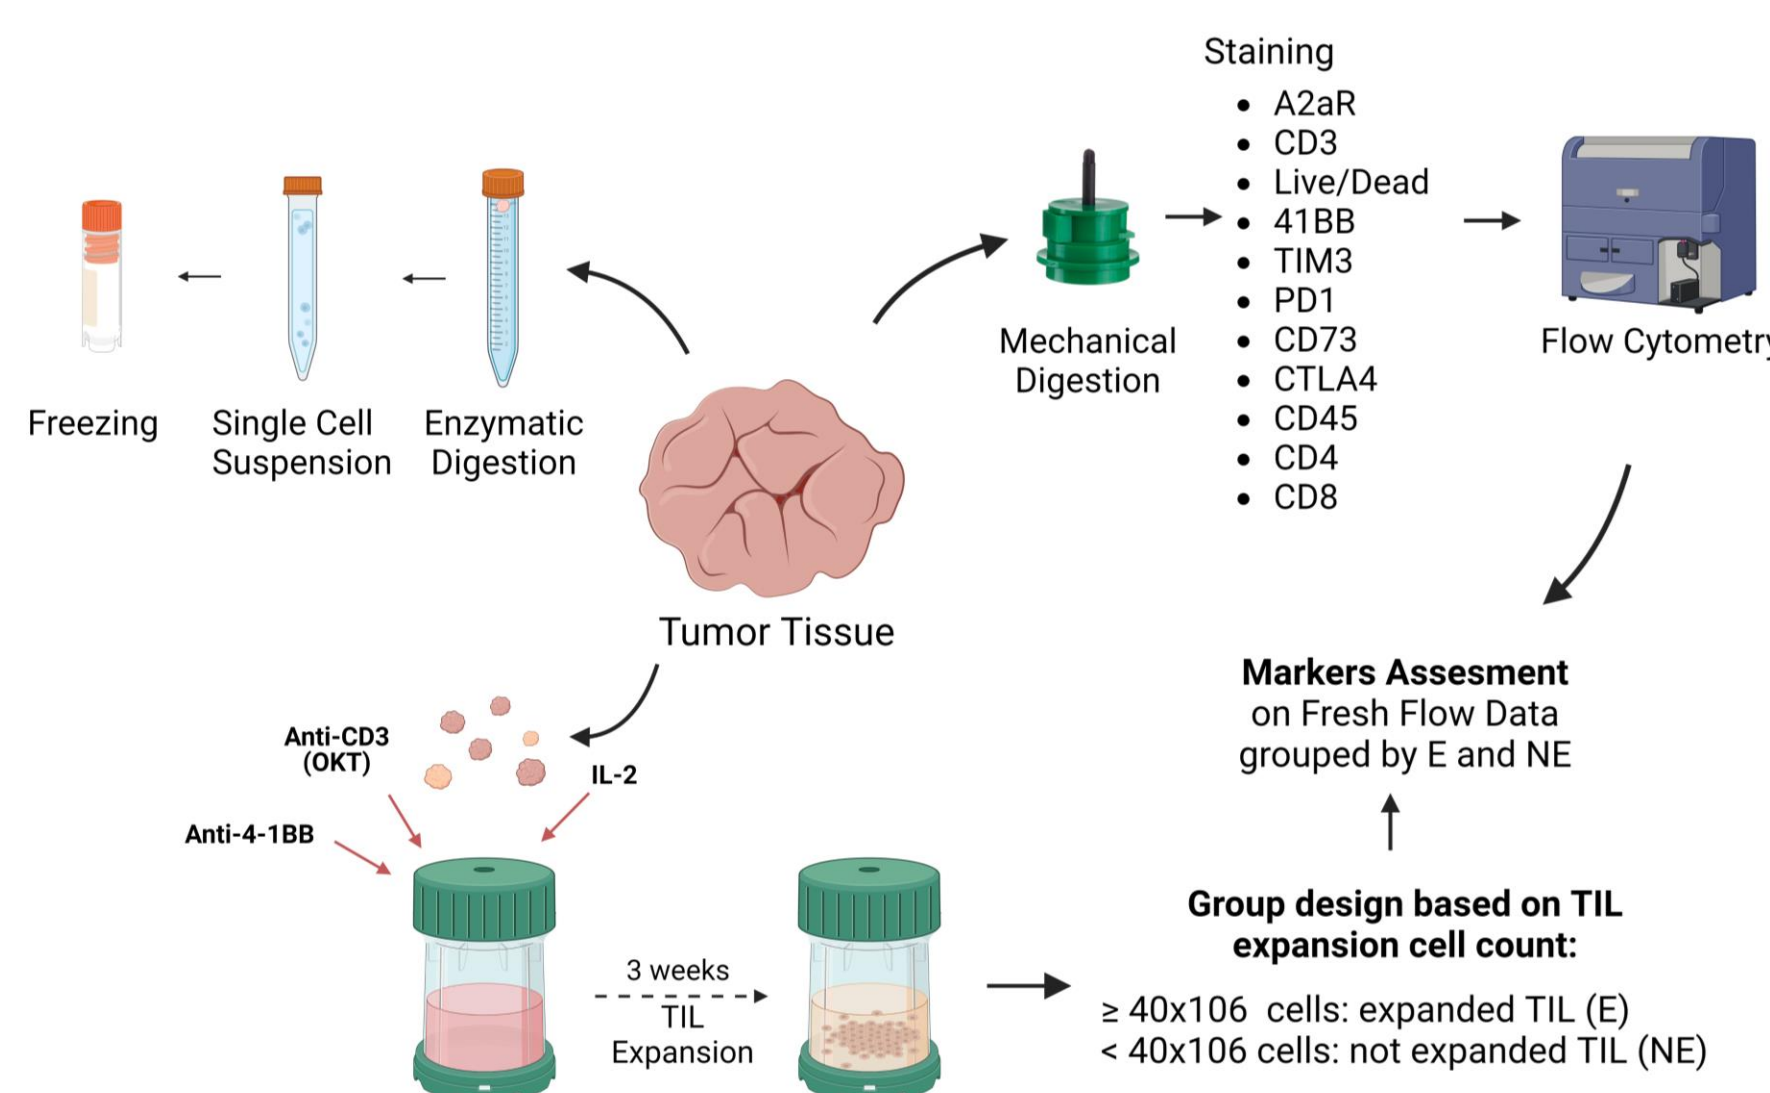 Staining
• A2aR
• CD3
• Live/Dead
• 41BB
• TIM3
• PD1
• CD73
• CTLA4
• CD45
• CD4
• CD8
Mechanical
Digestion
Flow Cytometry
Freezing
Single Cell
Suspension
Enzymatic
Digestion
Tumor Tissue
Anti-CD3
(OKT)
IL-2
Anti-4-1BB
3 weeks
TIL
Expansion
Markers Assesment
on Fresh Flow Data
grouped by E and NE
Group design based on TIL
expansion cell count:
≥ 40x106 cells: expanded TIL (E)
< 40x106 cells: not expanded TIL (NE)